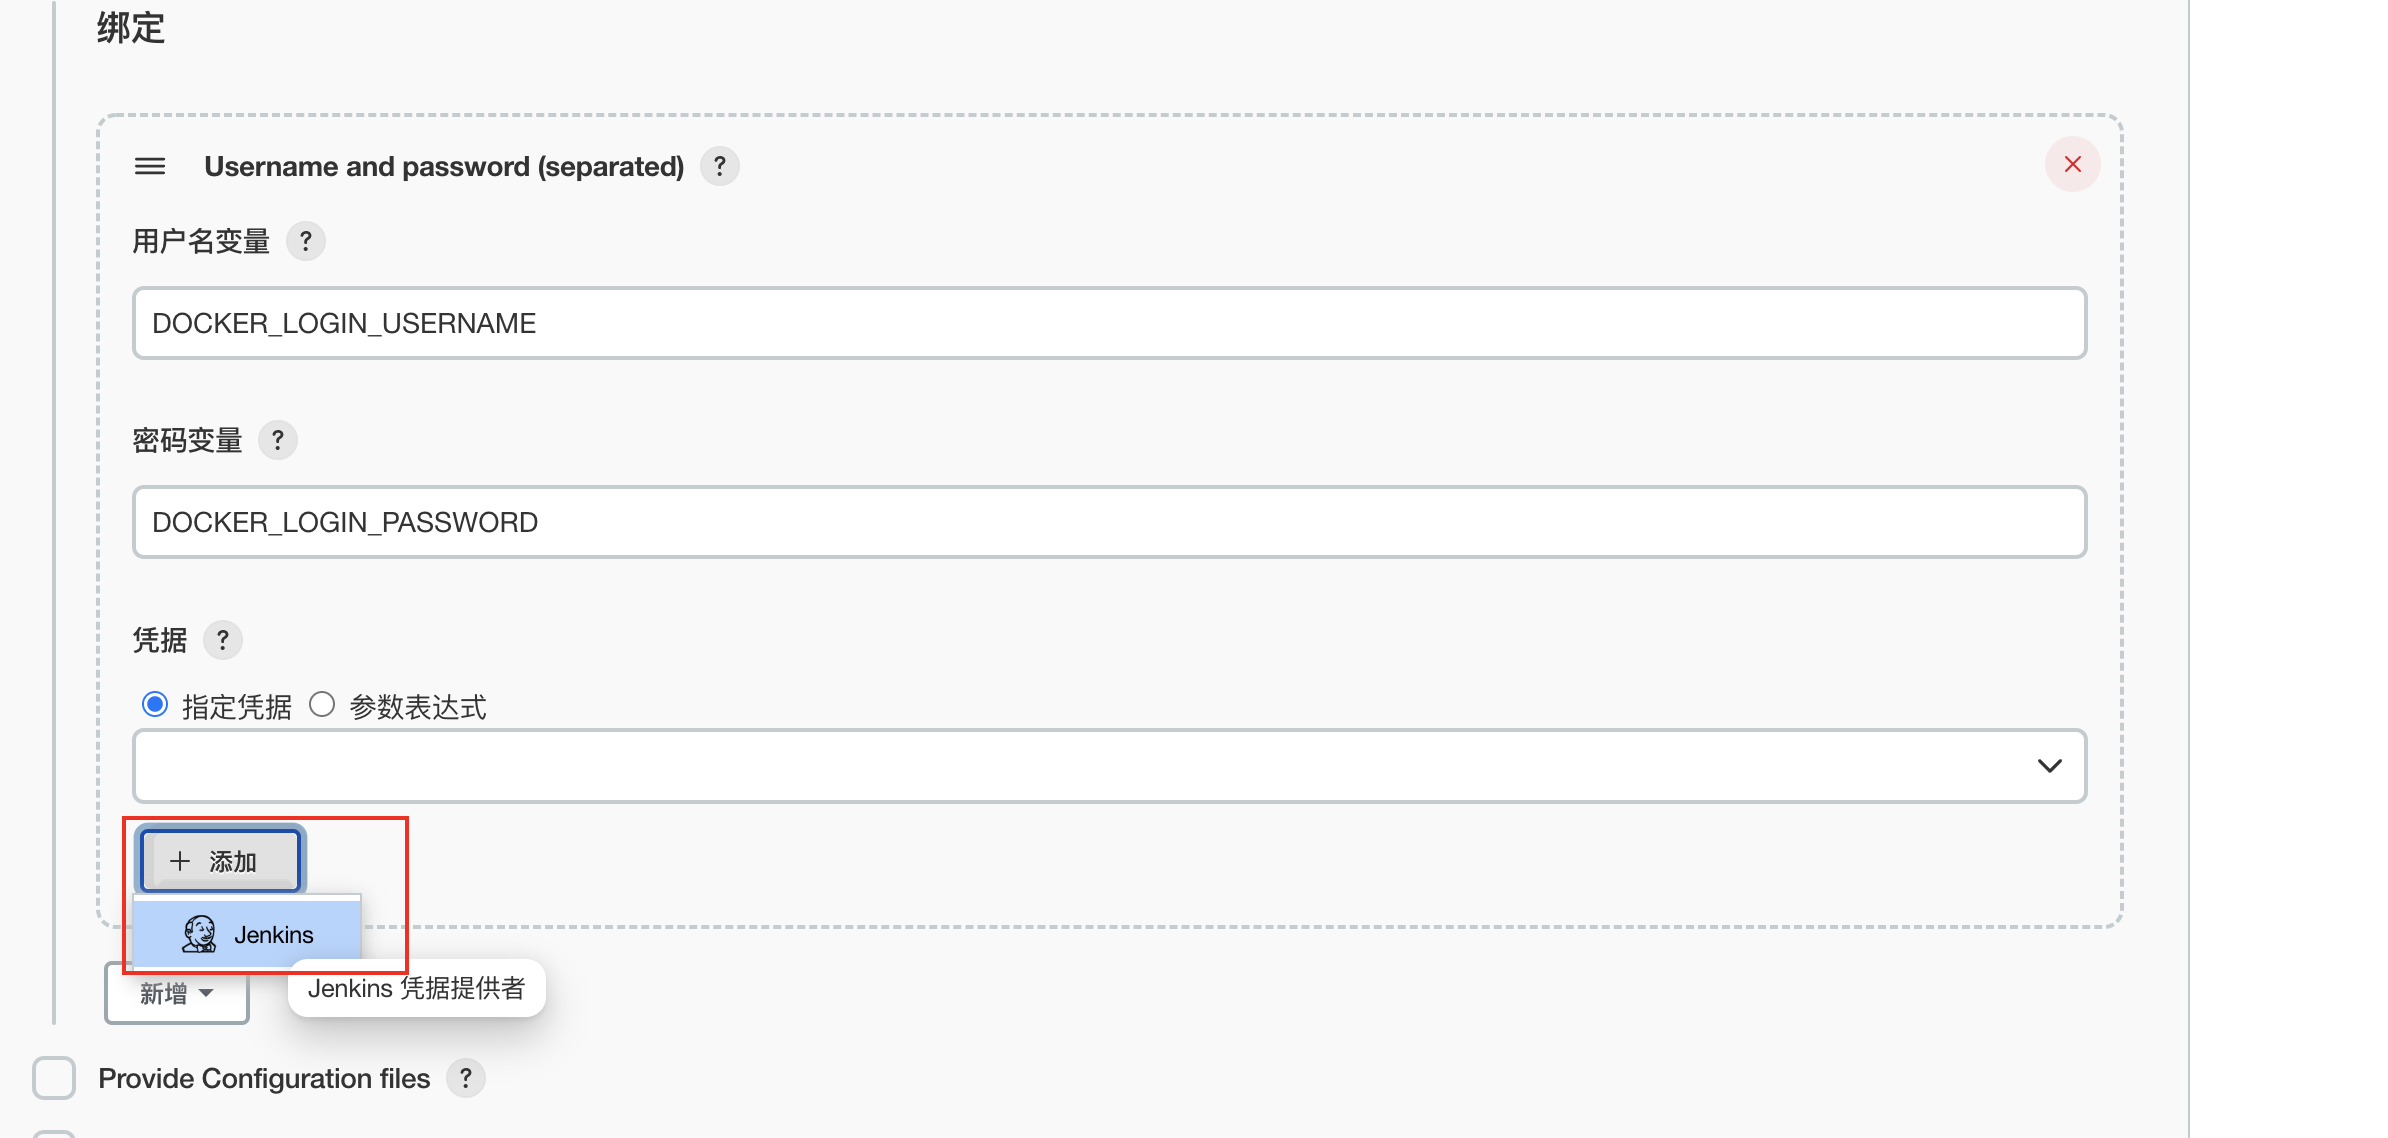 绑定
Username and password (separated) ?
用户名变量 ?
DOCKER_LOGIN_USERNAME
密码变量 ?
DOCKER_LOGIN_PASSWORD
凭据 ?
指定凭据 参数表达式
添加
Jenkins
新增
Jenkins 凭据提供者
Provide Configuration files ?